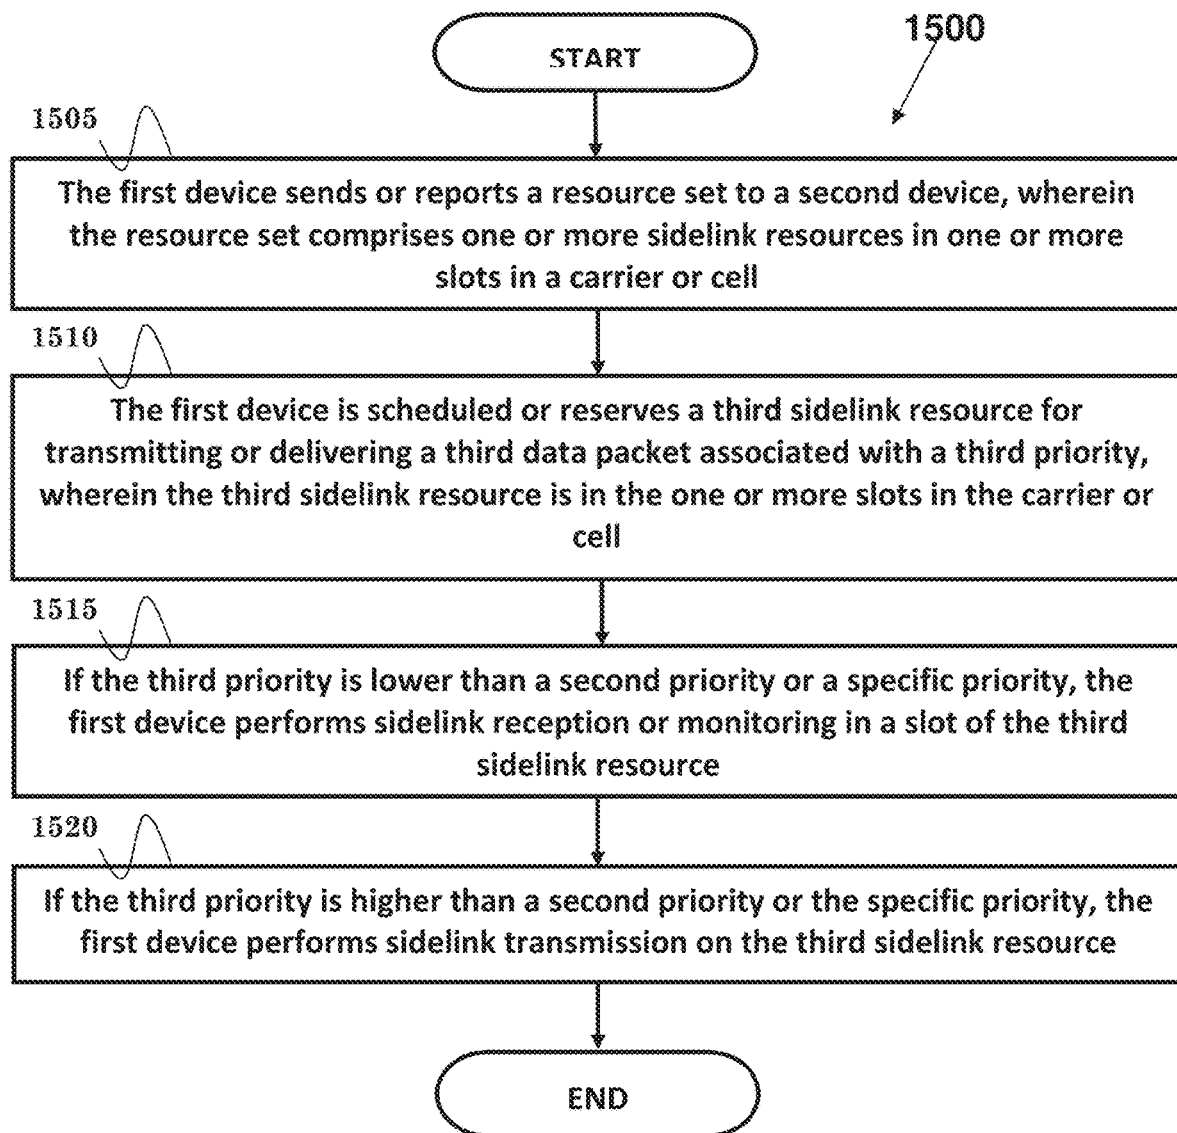 1500
START
1505
The first device sends or reports a resource set to a second device, wherein
the resource set comprises one or more sidelink resources in one or more
slots in a carrier or cell
1510
The first device is scheduled or reserves a third sidelink resource for
transmitting or delivering a third data packet associated with a third priority,
wherein the third sidelink resource is in the one or more slots in the carrier or
cell
1515
If the third priority is lower than a second priority or a specific priority, the
first device performs sidelink reception or monitoring in a slot of the third
sidelink resource
1520
If the third priority is higher than a second priority or the specific priority, the
first device performs sidelink transmission on the third sidelink resource
END